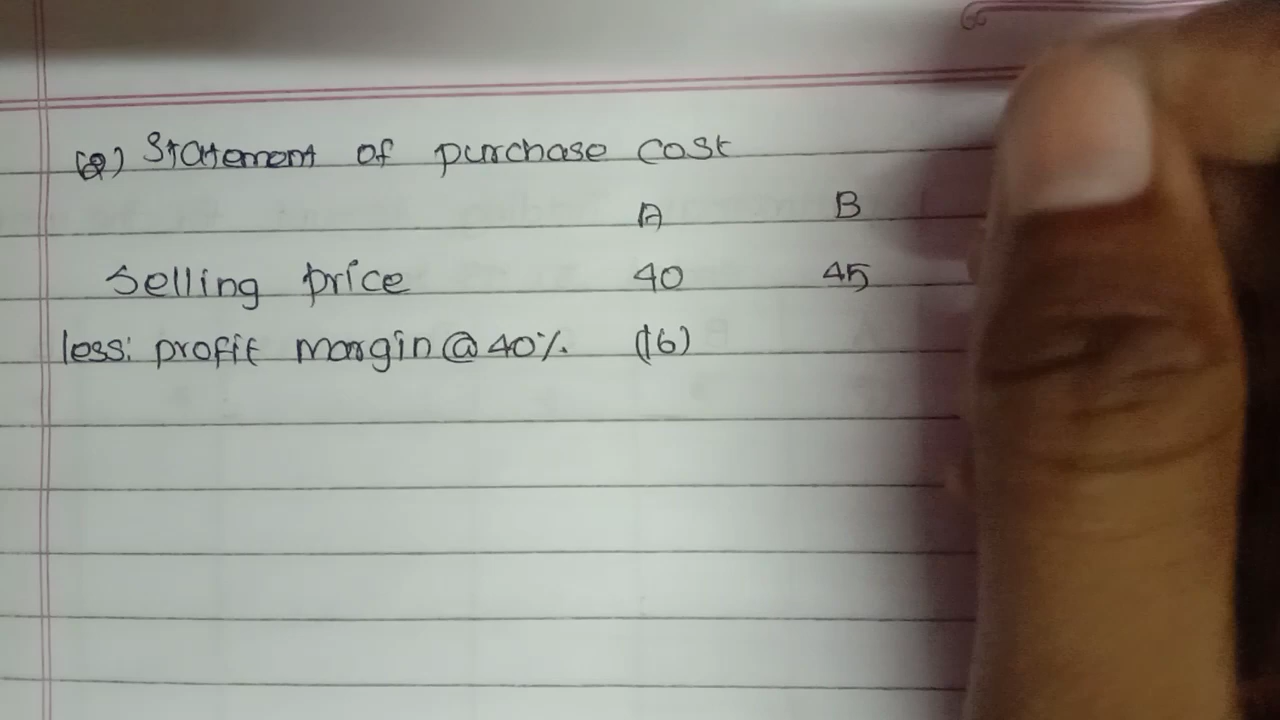 (2) Statement of purchase cost
A B
Selling price 40 45
less: profit margin @ 40% (16)